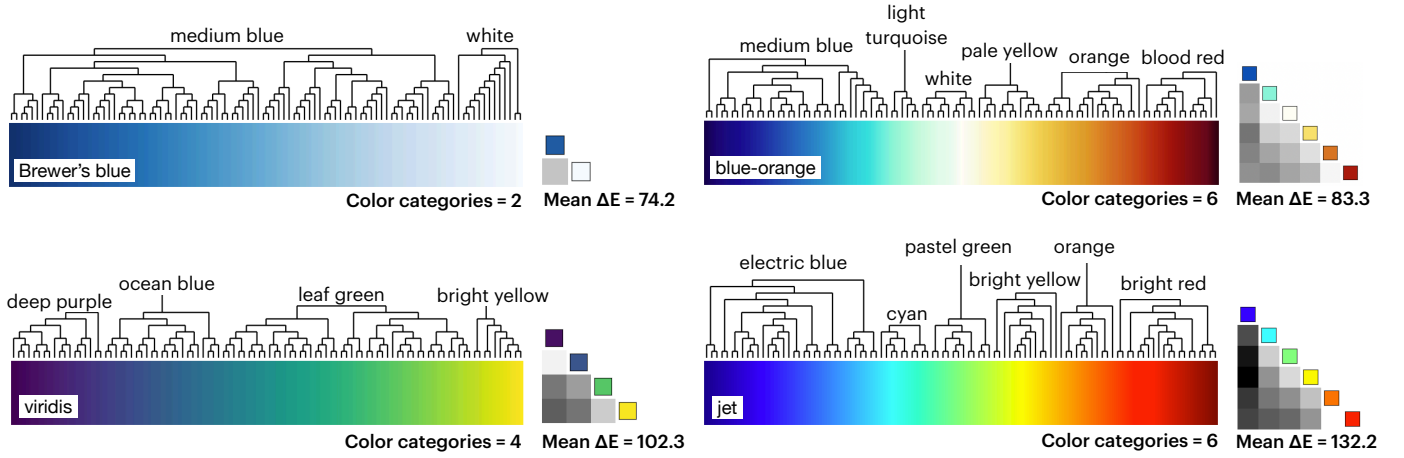 medium blue
white
Brewer's blue
Color categories = 2
Mean ΔE = 74.2
medium blue
light
turquoise
white
pale yellow
orange
blood red
blue-orange
Color categories = 6
Mean ΔE = 83.3
deep purple
ocean blue
leaf green
bright yellow
viridis
Color categories = 4
Mean ΔE = 102.3
electric blue
cyan
pastel green
bright yellow
orange
bright red
jet
Color categories = 6
Mean ΔE = 132.2